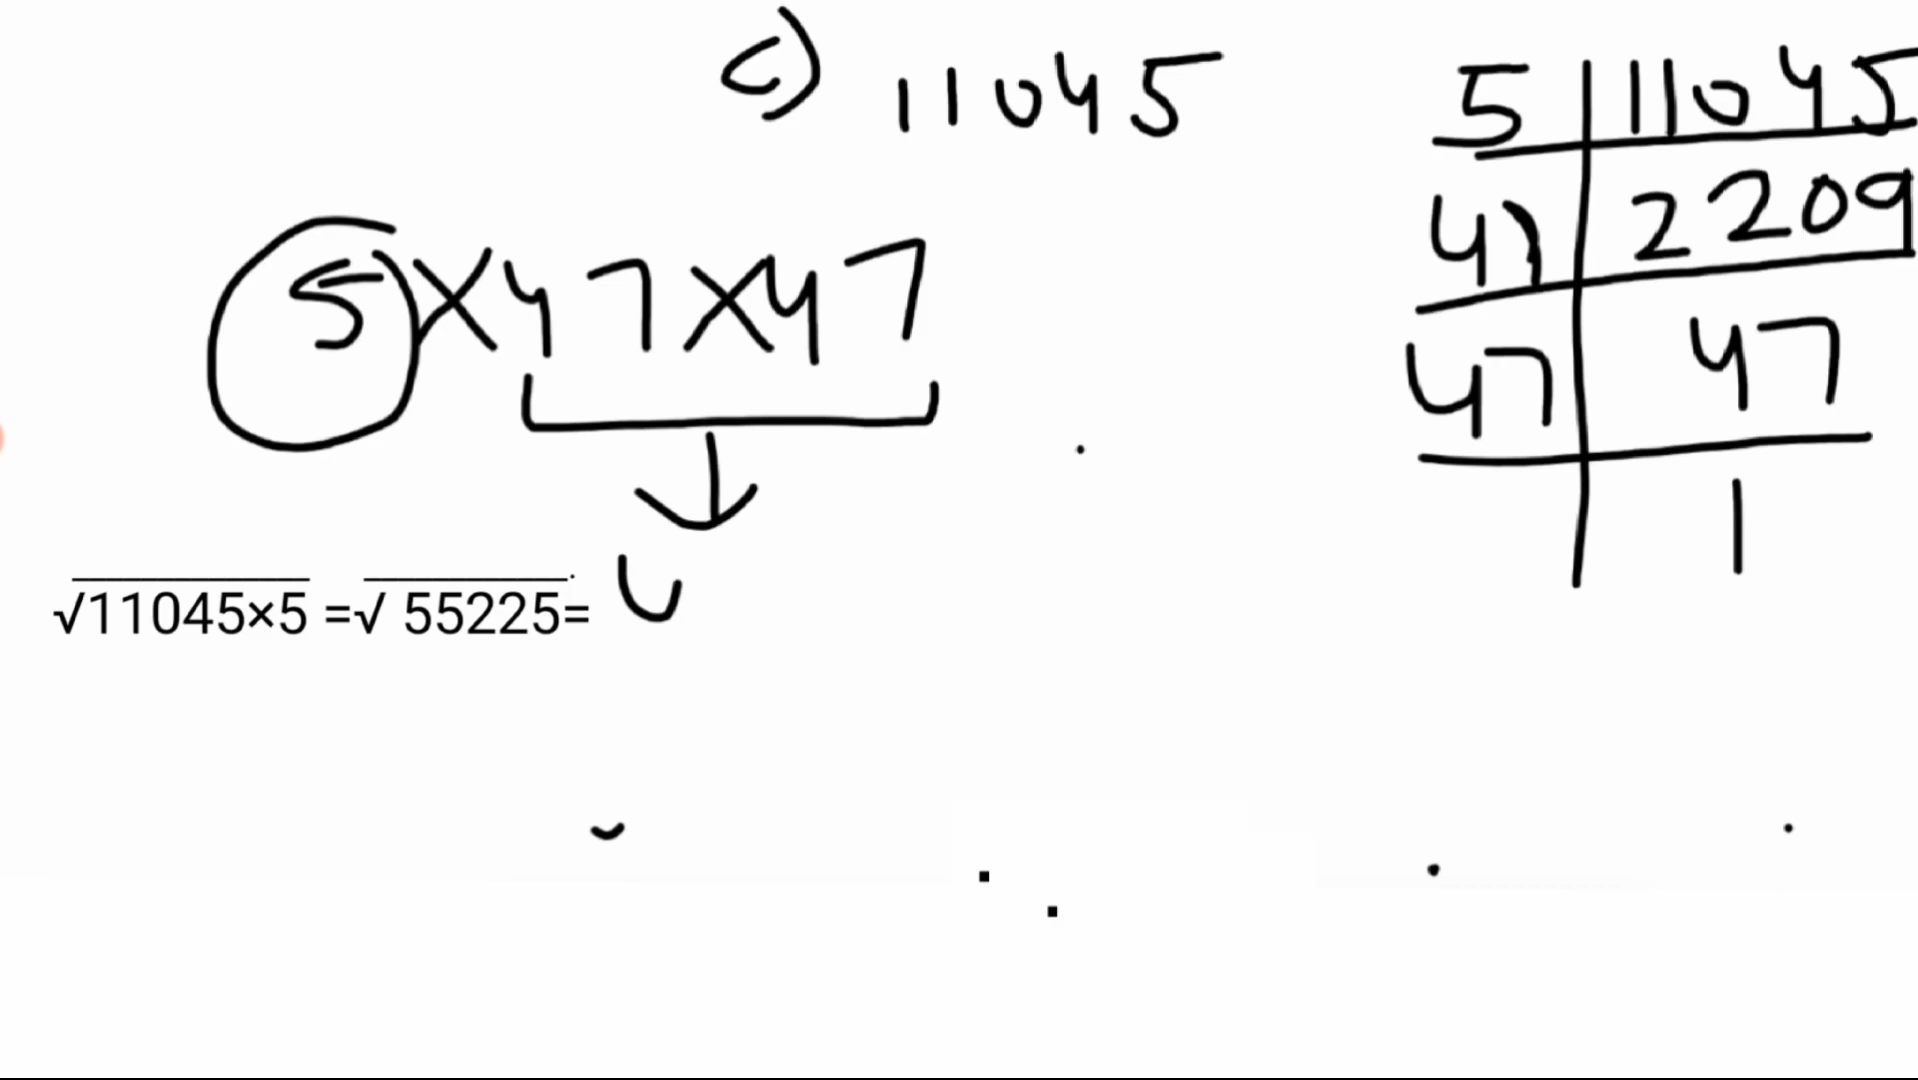 c) 11045
5 | 11045
47 | 2209
47 | 47
1
5×47×47
√11045×5 =√ 55225=